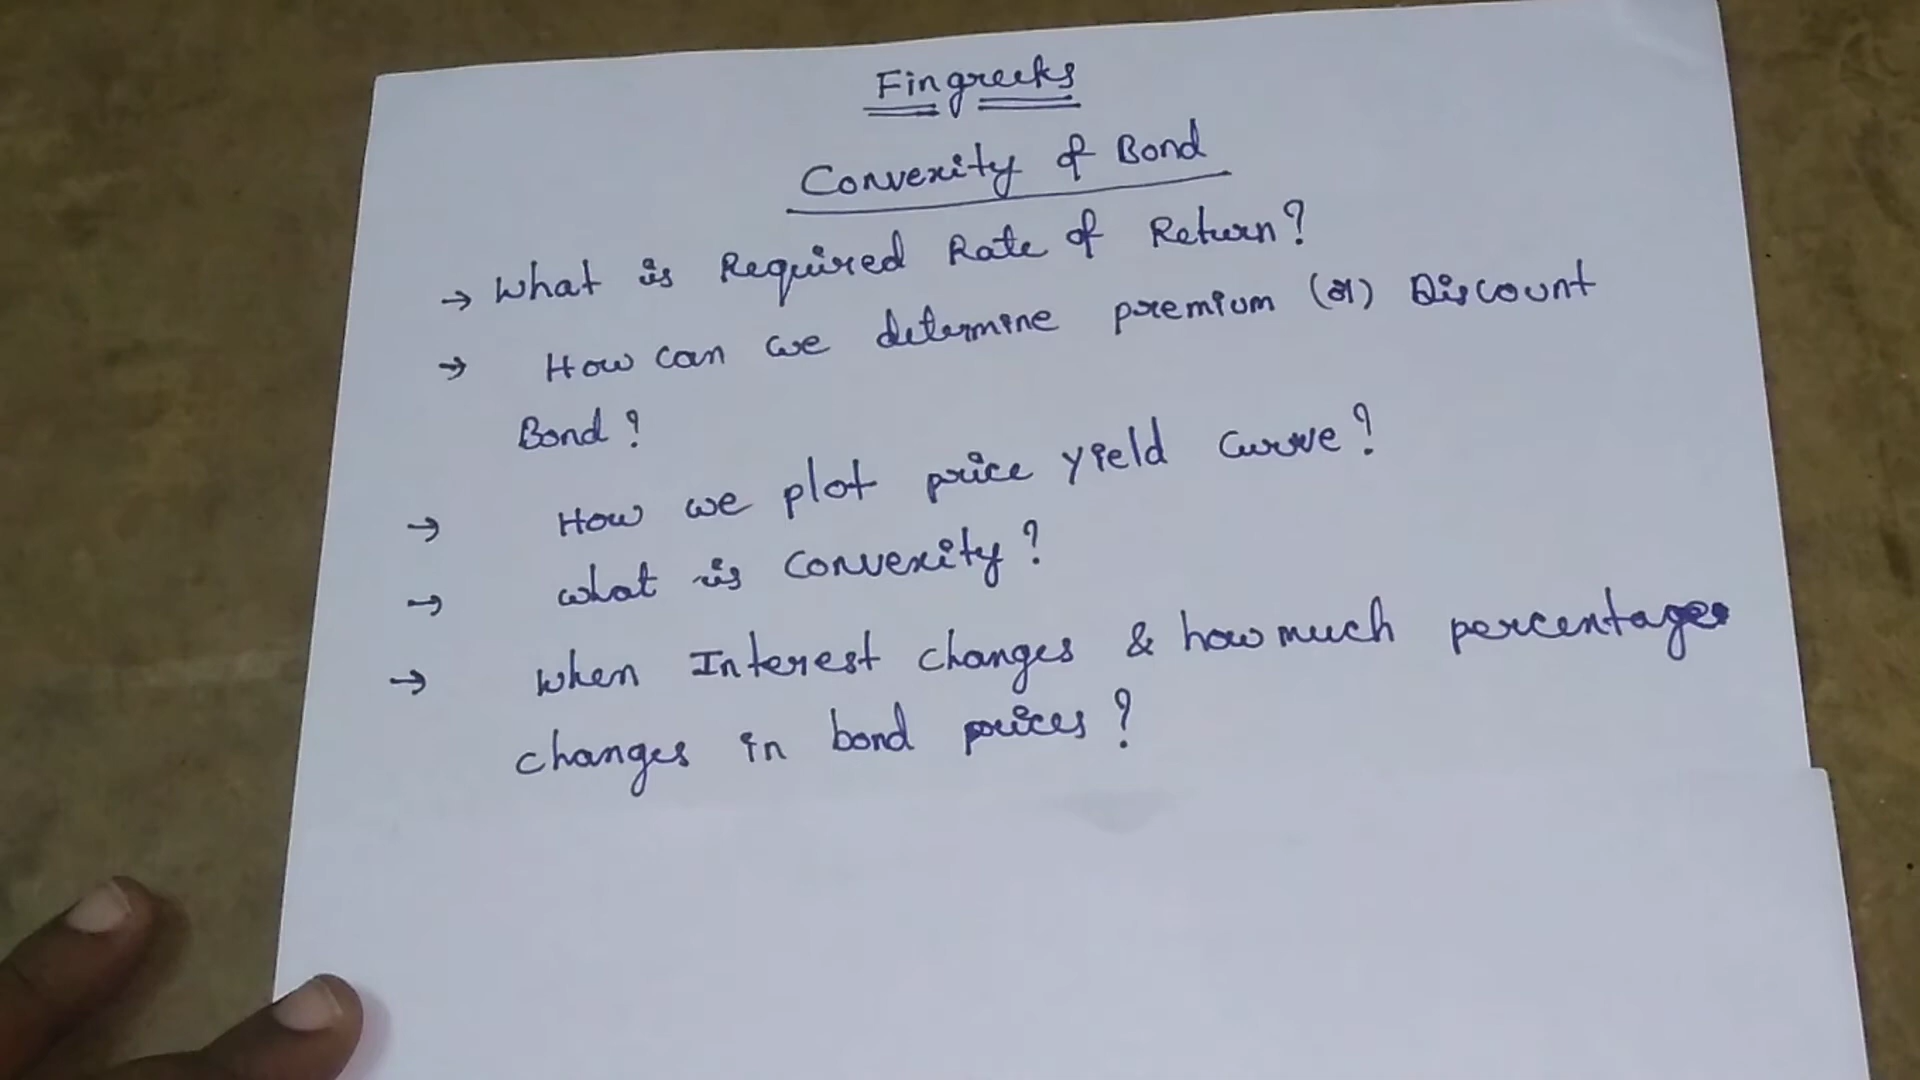 Fingreeks
Convexity of Bond
→ What is Required Rate of Return?
→ How can we determine premium (or) Discount
Bond?
→ How we plot price yield curve?
→ what is convexity?
→ when Interest changes & how much percentage
changes in bond prices?